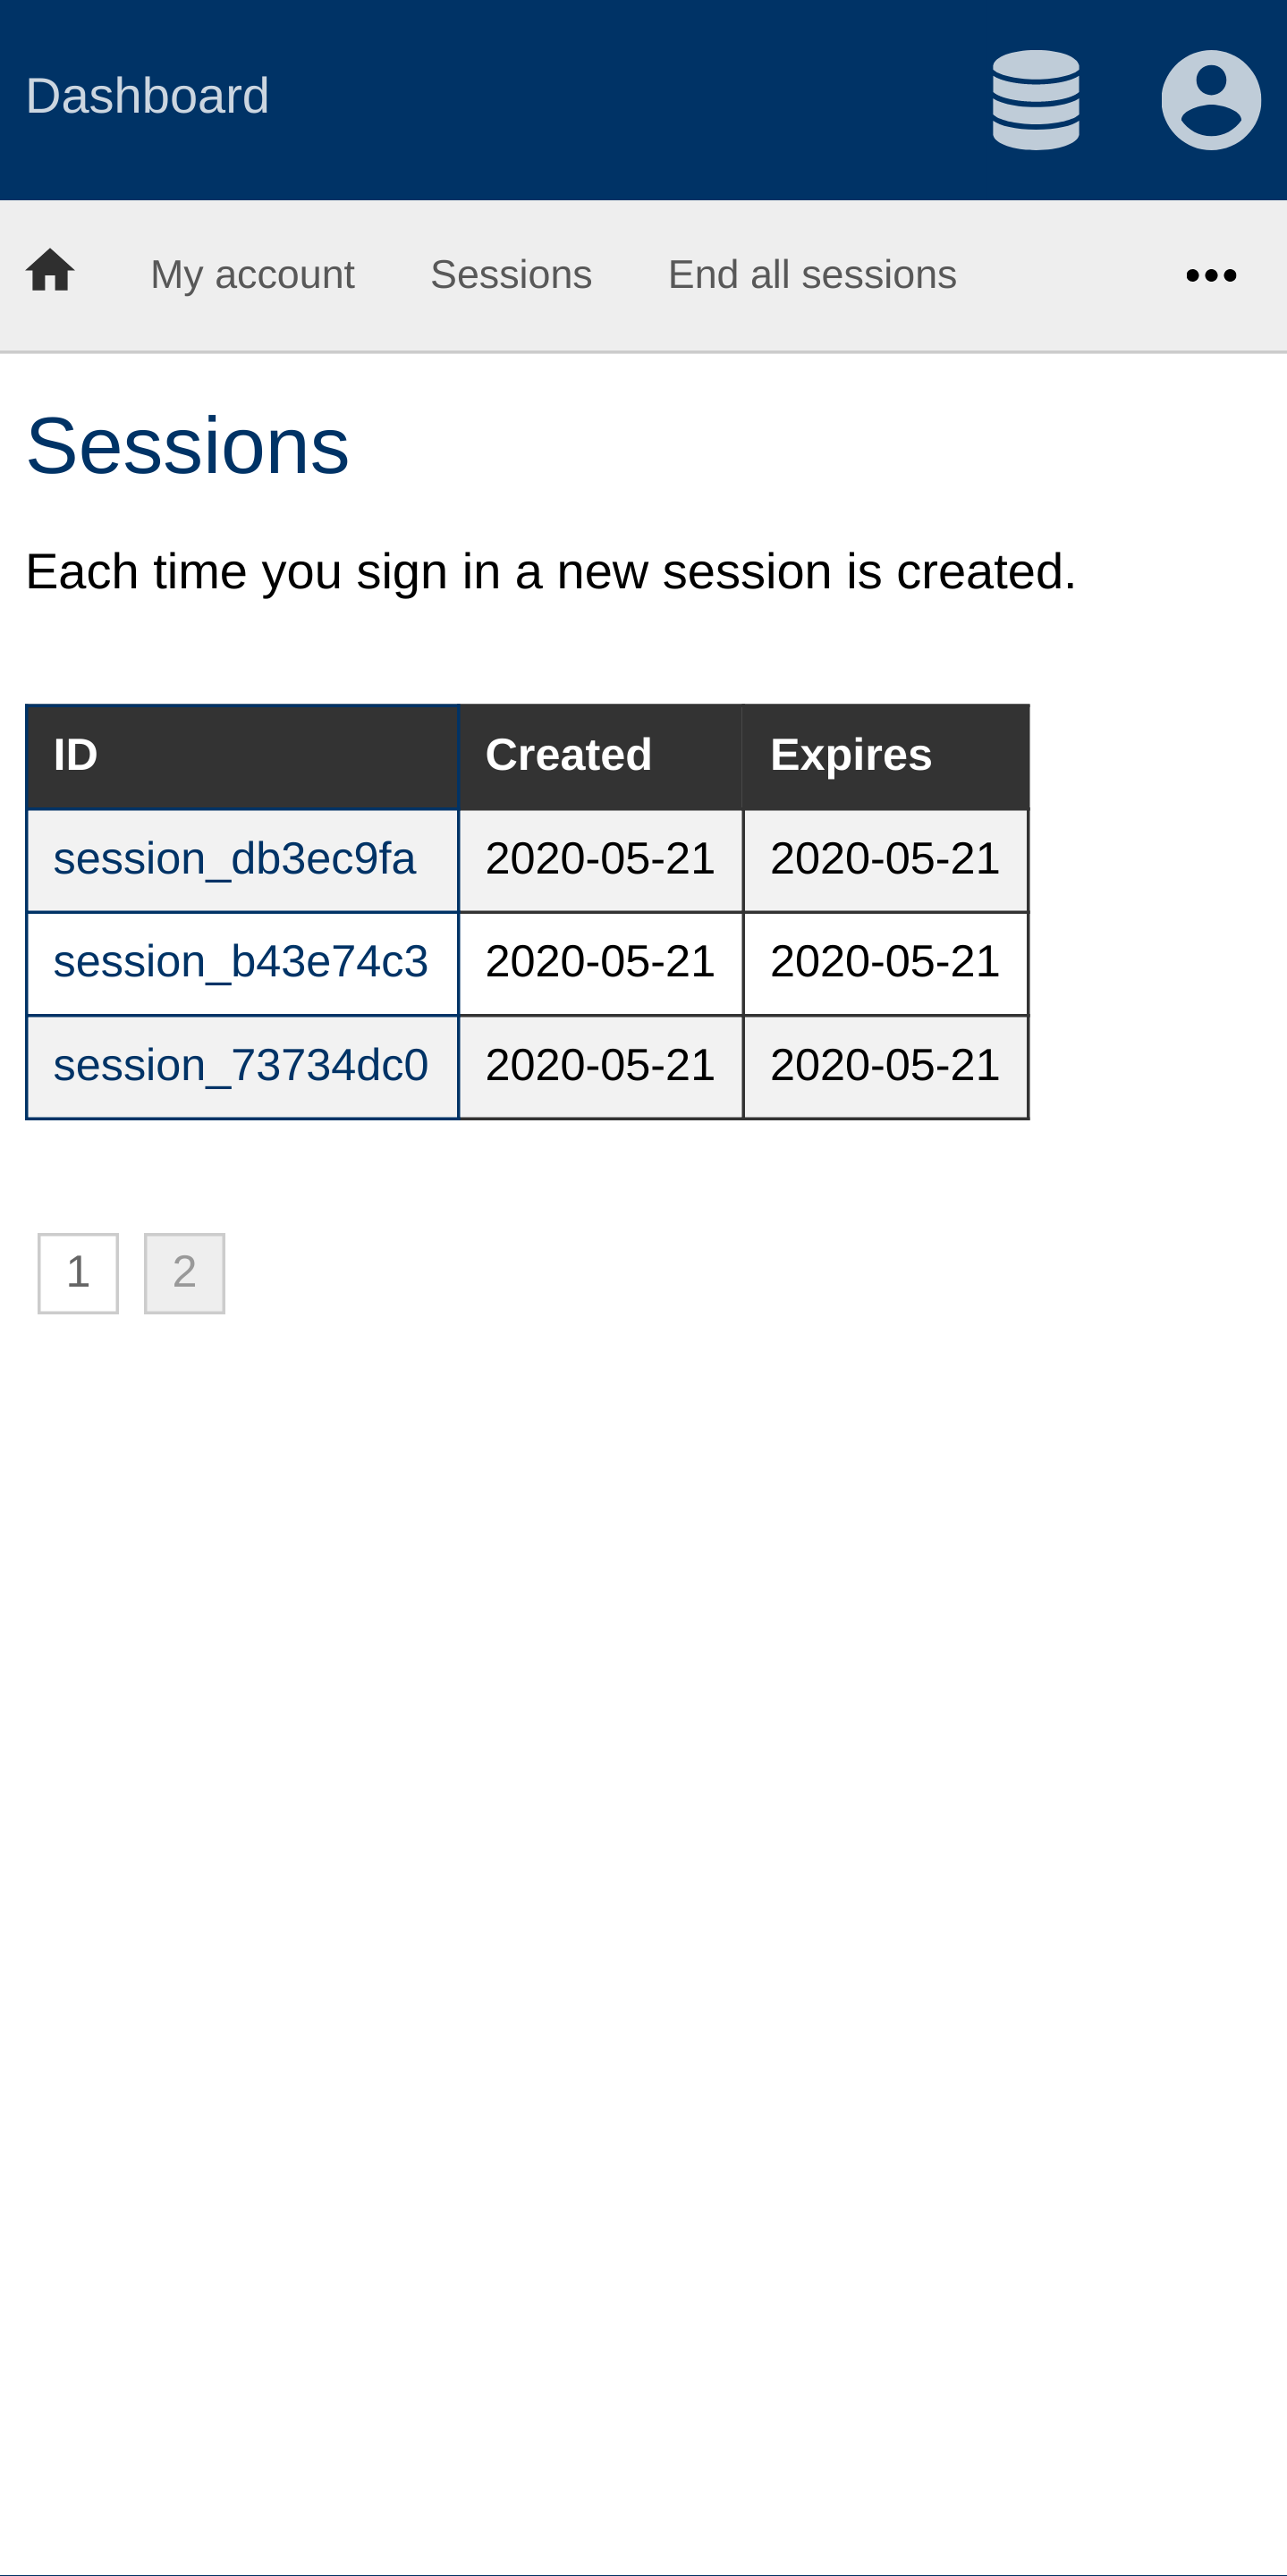 Dashboard
My account Sessions End all sessions
Sessions
Each time you sign in a new session is created.
ID Created Expires
session_db3ec9fa 2020-05-21 2020-05-21
session_b43e74c3 2020-05-21 2020-05-21
session_73734dc0 2020-05-21 2020-05-21
1 2